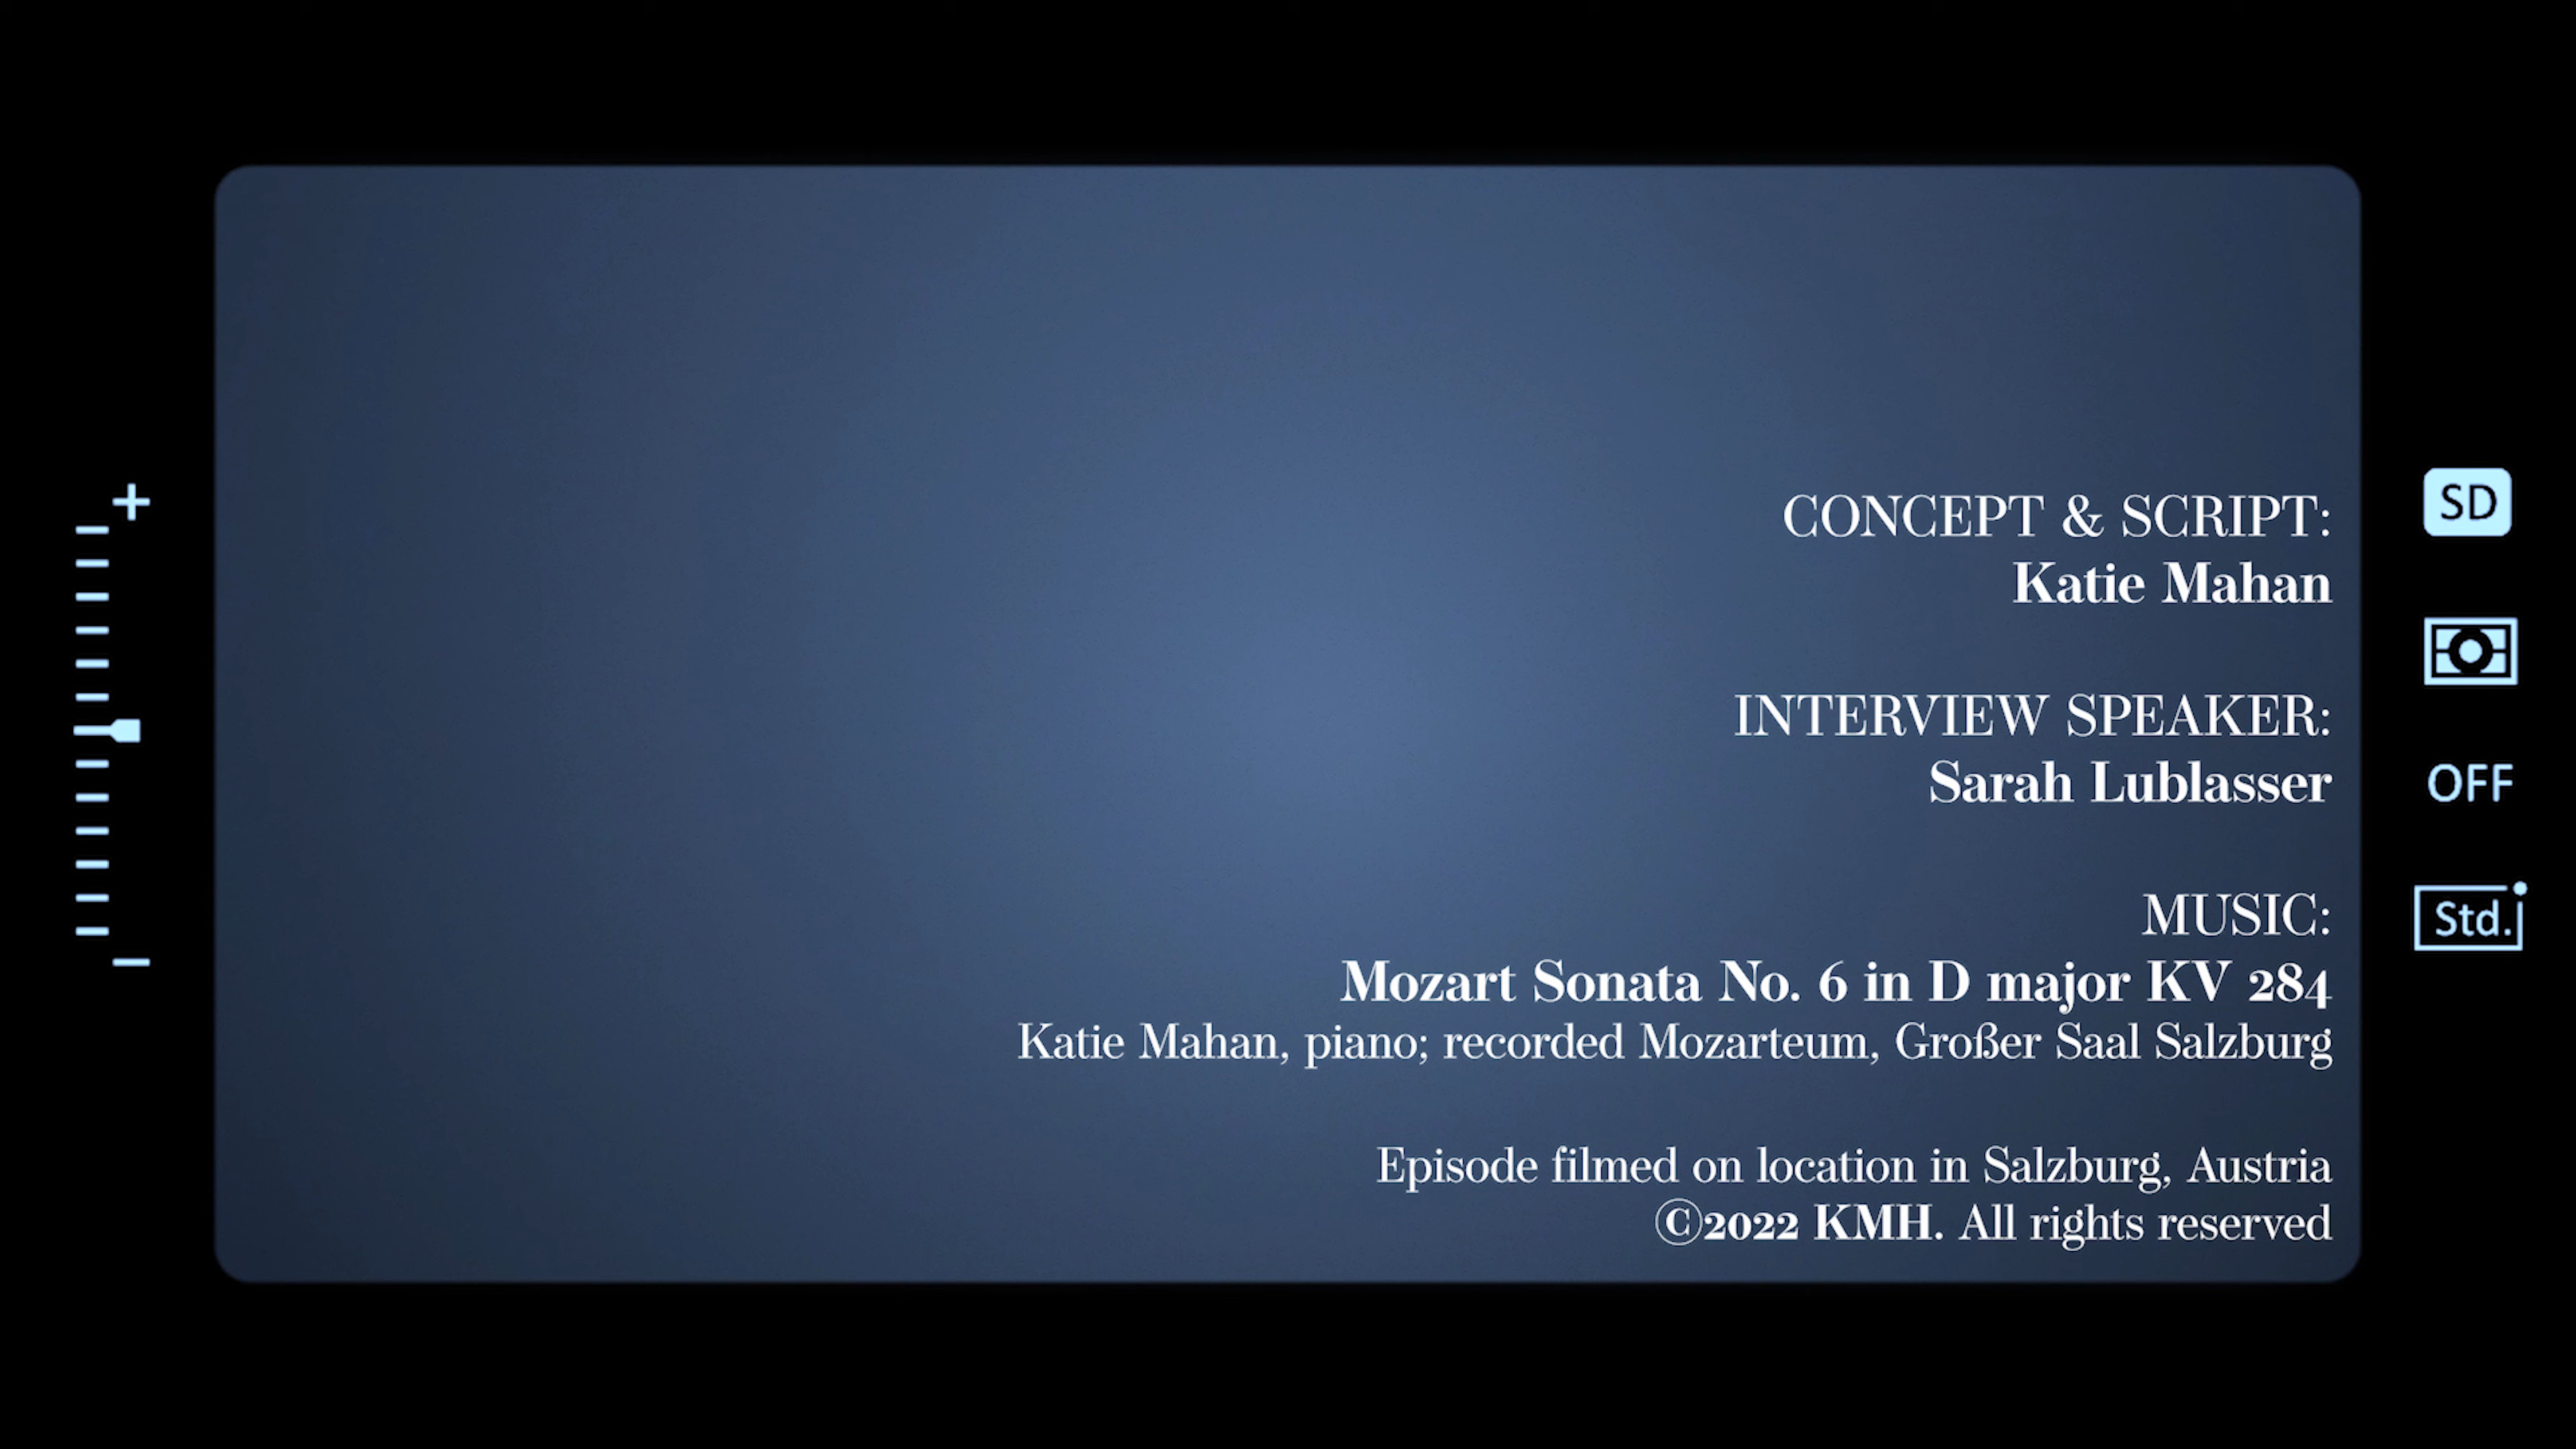 CONCEPT & SCRIPT:
Katie Mahan
INTERVIEW SPEAKER:
Sarah Lublasser
MUSIC:
Mozart Sonata No. 6 in D major KV 284
Katie Mahan, piano; recorded Mozarteum, Großer Saal Salzburg
Episode filmed on location in Salzburg, Austria
©2022 KMH. All rights reserved
+
−
SD
OFF
Std.